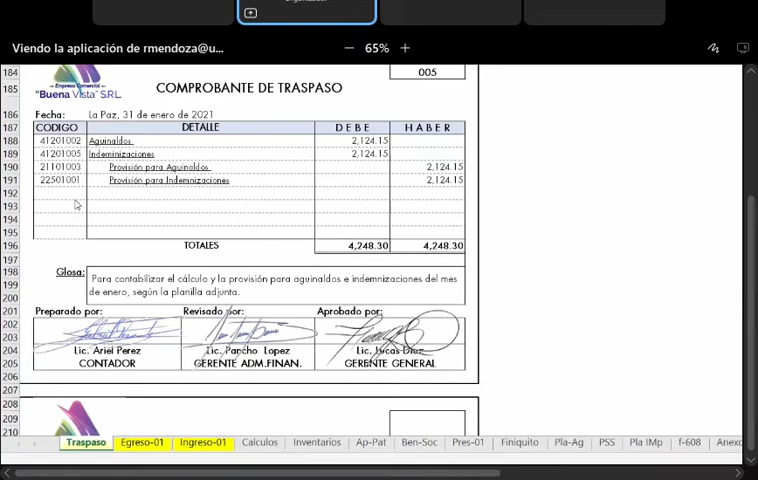 Viendo la aplicación de rmendoza@u...
— 65% +
184 005
185 Empresa Comercial
"Buena Vista" S.R.L. COMPROBANTE DE TRASPASO
186 Fecha: La Paz, 31 de enero de 2021
187 CODIGO DETALLE D E B E H A B E R
188 41201002 Aguinaldos 2,124.15
189 41201005 Indeminizaciones 2,124.15
190 21101003 Provisión para Aguinaldos 2,124.15
191 22501001 Provisión para Indemnizaciones 2,124.15
192
193
194
195
196 TOTALES 4,248.30 4,248.30
197
198 Glosa: Para contabilizar el cálculo y la provisión para aguinaldos e indemnizaciones del mes
199 de enero, según la planilla adjunta.
200
201 Preparado por: Revisado por: Aprobado por:
202
203
204 Lic. Ariel Perez Lic. Pancho Lopez Lic. Lucas Diaz
205 CONTADOR GERENTE ADM.FINAN. GERENTE GENERAL
206
207
208
209
210
Traspaso Egreso-01 Ingreso-01 Calculos Inventarios Ap-Pat Ben-Soc Pres-01 Finiquito Pla-Ag PSS Pla IMp f-608 Anexo